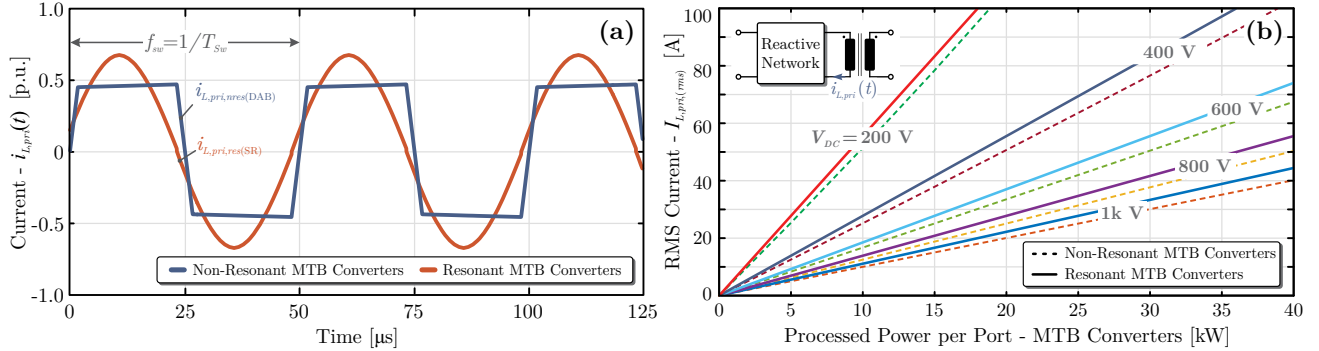 (a)
f_sw=1/T_Sw
i_L,pri,nres(DAB)
i_L,pri,res(SR)
Non-Resonant MTB Converters
Resonant MTB Converters
Current - i_L,pri(t) [p.u.]
1.0
0.5
0
-0.5
-1.0
0
25
50
75
100
125
Time [µs]
(b)
Reactive
Network
i_L,pri(t)
V_DC=200 V
400 V
600 V
800 V
1k V
Non-Resonant MTB Converters
Resonant MTB Converters
RMS Current - I_L,pri,(rms) [A]
100
80
60
40
20
0
0
5
10
15
20
25
30
35
40
Processed Power per Port - MTB Converters [kW]